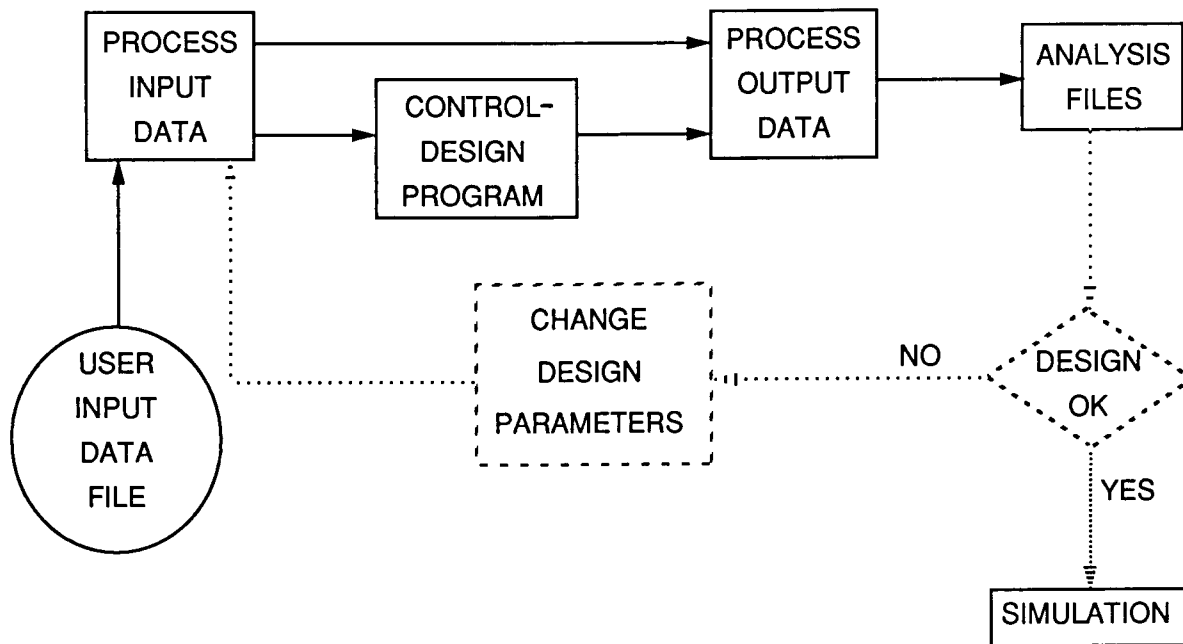 PROCESS
INPUT
DATA
CONTROL-
DESIGN
PROGRAM
PROCESS
OUTPUT
DATA
ANALYSIS
FILES
USER
INPUT
DATA
FILE
CHANGE
DESIGN
PARAMETERS
NO
DESIGN
OK
YES
SIMULATION